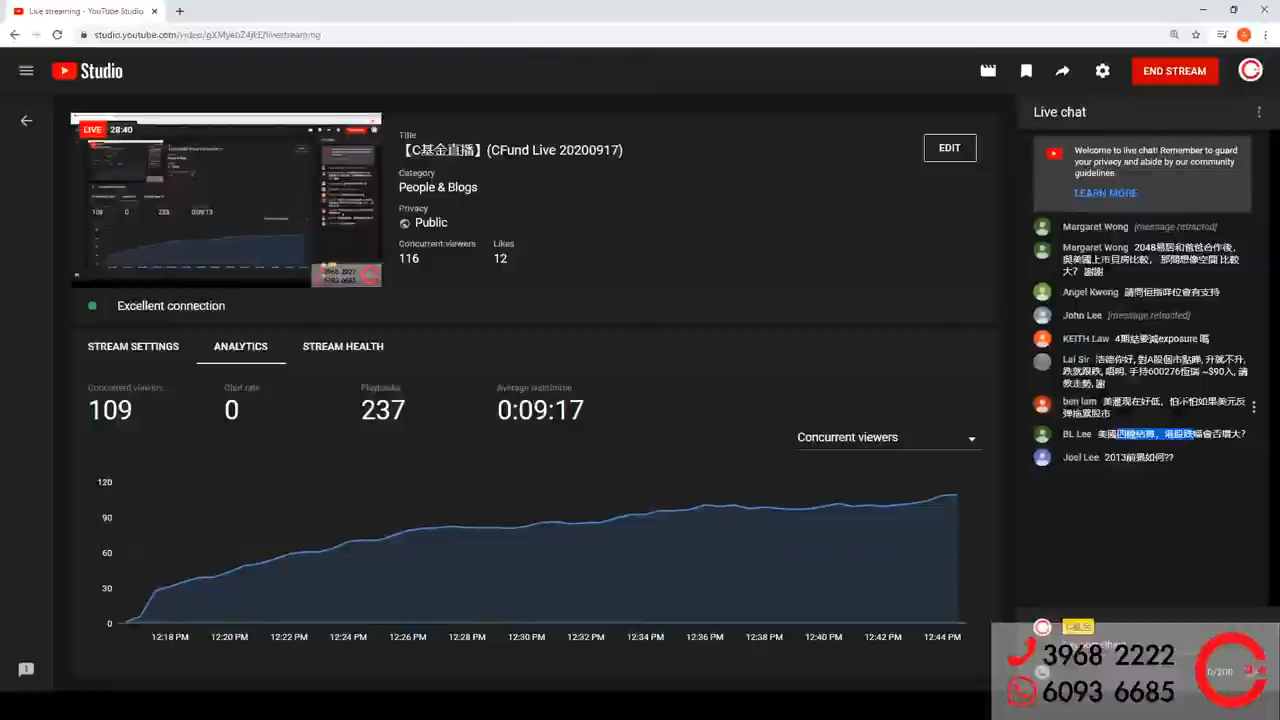 Live streaming - YouTube Studio
Studio
END STREAM
LIVE 28:40
Title
【C基金直播】(CFund Live 20200917)
EDIT
Category
People & Blogs
Privacy
Public
Concurrent viewers Likes
116 12
Excellent connection
STREAM SETTINGS ANALYTICS STREAM HEALTH
Concurrent viewers Chat rate Playbacks Average watchtime
109 0 237 0:09:17
Concurrent viewers
120
90
60
30
0
12:18 PM 12:20 PM 12:22 PM 12:24 PM 12:26 PM 12:28 PM 12:30 PM 12:32 PM 12:34 PM 12:36 PM 12:38 PM 12:40 PM 12:42 PM 12:44 PM
Live chat
Welcome to live chat! Remember to guard
your privacy and abide by our community
guidelines.
LEARN MORE
Margaret Wong [message retracted]
Margaret Wong 2048易居和爸爸合作後,
與美國上市貝房比較, 那間想像空間 比較
大? 謝謝
Angel Kwong 請問恒指咩位會有支持
John Lee [message retracted]
KEITH Law 4期結要減exposure 嗎
Lai Sir 浩德你好, 對A股個市點睇, 升就不升,
跌就跟跌,
手持600276恒瑞 ~$90入, 請
教走勢, 謝
ben lam 美滙現在好低, 怕不怕如果美元反
弹拖累股市
BL Lee 美國四
港股跌幅會否增大?
Joel Lee 2013前景如何??
3968 2222
0/200
6093 6685